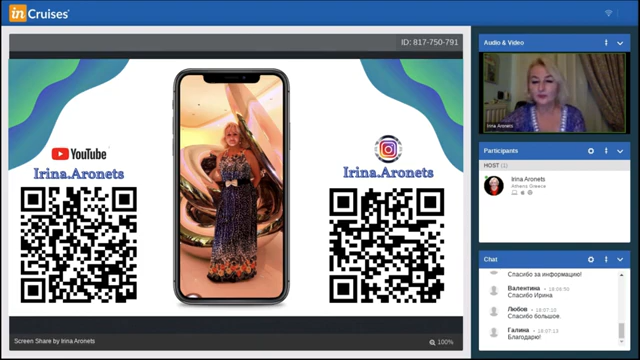 in Cruises®
ID: 817-750-791
YouTube
Irina.Aronets
Irina.Aronets
Screen Share by Irina Aronets
100%
Audio & Video
Irina Aronets
Participants
HOST (1)
Irina Aronets
Athens Greece
Chat
Спасибо за информацию!
Валентина
18:06:50
Спасибо Ирина
Любов
18:07:10
Спасибо большое.
Галина
18:07:13
Благодарю!